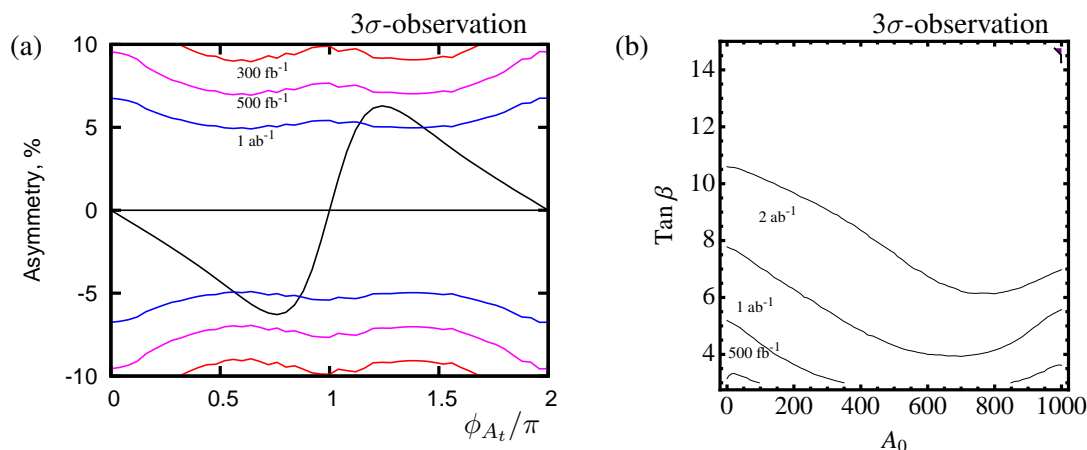 (a)
3σ-observation
10
5
0
-5
-10
Asymmetry, %
300 fb⁻¹
500 fb⁻¹
1 ab⁻¹
0
0.5
1
1.5
2
ϕ_{A_t}/π
(b)
3σ-observation
14
12
10
8
6
4
Tan β
2 ab⁻¹
1 ab⁻¹
500 fb⁻¹
0
200
400
600
800
1000
A₀